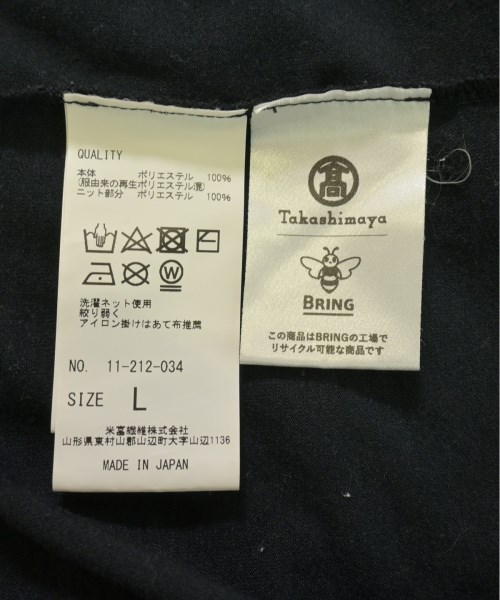 QUALITY
本体 ポリエステル 100%
(服由来の再生ポリエステル(混)
ニット部分 ポリエステル 100%
洗濯ネット使用
絞り弱く
アイロン掛けはあて布推薦
NO. 11-212-034
SIZE L
米富繊維株式会社
山形県東村山郡山辺町大字山辺1136
MADE IN JAPAN
髙
Takashimaya
BRING
この商品はBRINGの工場で
リサイクル可能な商品です